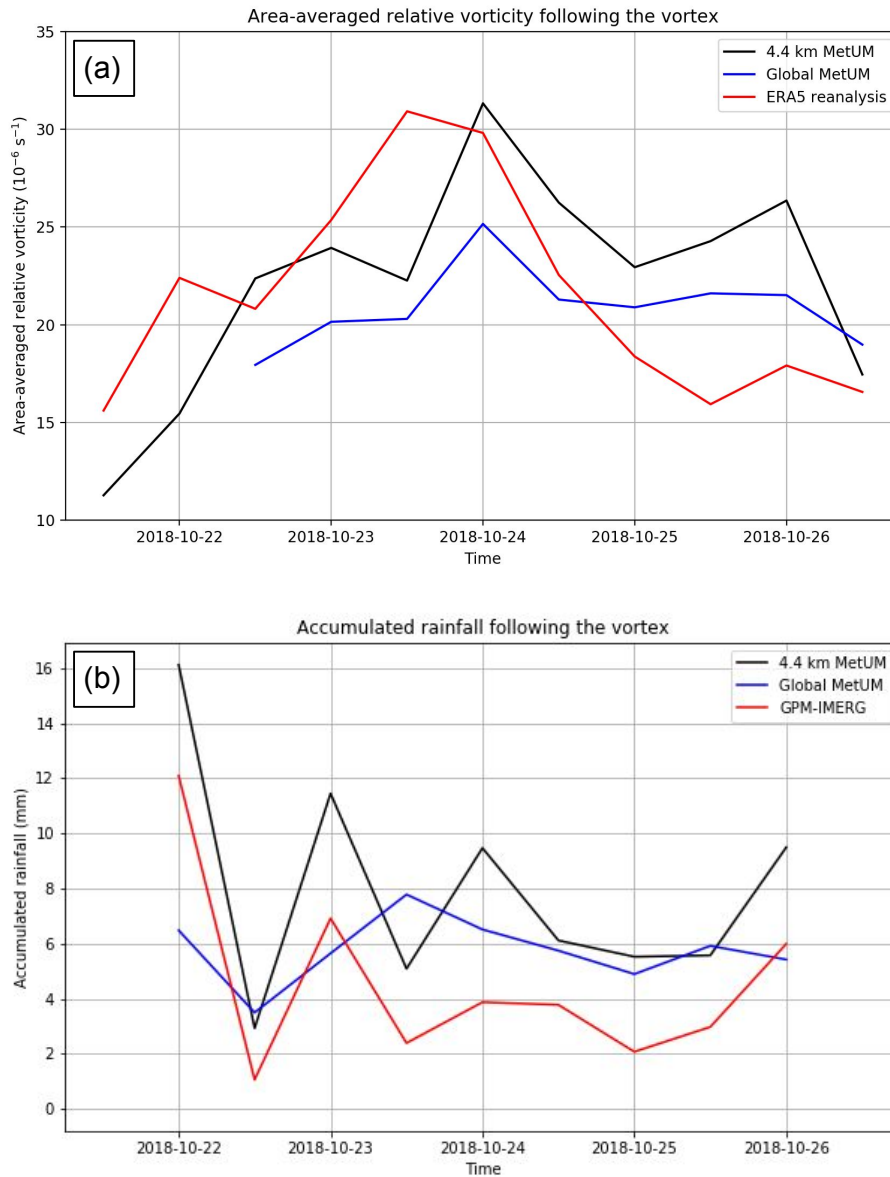 Area-averaged relative vorticity following the vortex
(a)
4.4 km MetUM
Global MetUM
ERA5 reanalysis
Area-averaged relative vorticity (10⁻⁶ s⁻¹)
35
30
25
20
15
10
2018-10-22 2018-10-23 2018-10-24 2018-10-25 2018-10-26
Time
Accumulated rainfall following the vortex
(b)
4.4 km MetUM
Global MetUM
GPM-IMERG
Accumulated rainfall (mm)
16
14
12
10
8
6
4
2
0
2018-10-22 2018-10-23 2018-10-24 2018-10-25 2018-10-26
Time